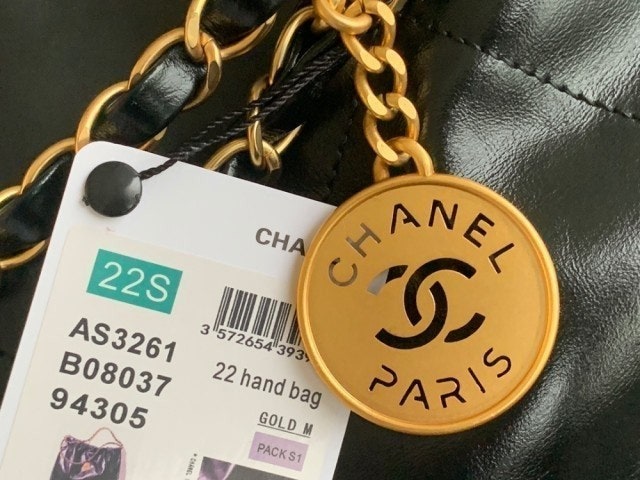 CHA
22S
AS3261
B08037
94305
3 572654 3939
22 hand bag
GOLD M
PACK S1
CHANEL
PARIS